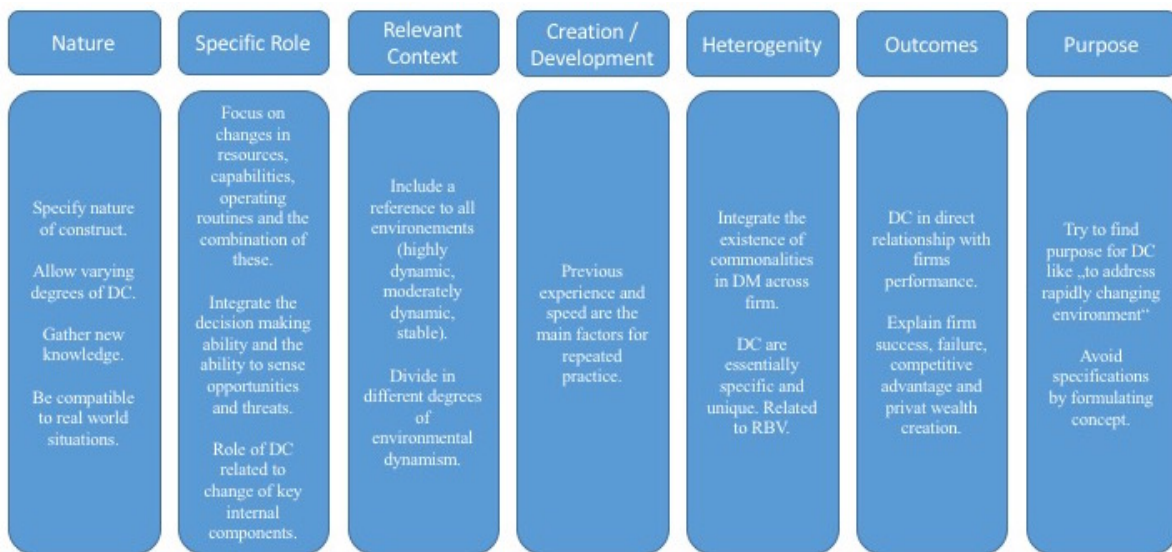 Nature
Specific Role
Relevant
Context
Creation /
Development
Heterogenity
Outcomes
Purpose
Specify nature
of construct.
Allow varying
degrees of DC.
Gather new
knowledge.
Be compatible
to real world
situations.
Focus on
changes in
resources,
capabilities,
operating
routines and the
combination of
these.
Integrate the
decision making
ability and the
ability to sense
opportunities
and threats.
Role of DC
related to
change of key
internal
components.
Include a
reference to all
environements
(highly
dynamic,
moderately
dynamic,
stable).
Divide in
different degrees
of
environmental
dynamism.
Previous
experience and
speed are the
main factors for
repeated
practice.
Integrate the
existence of
commonalities
in DM across
firm.
DC are
essentially
specific and
unique. Related
to RBV.
DC in direct
relationship with
firms
performance.
Explain firm
success, failure,
competitive
advantage and
privat wealth
creation.
Try to find
purpose for DC
like „to address
rapidly changing
environment“
Avoid
specifications
by formulating
concept.